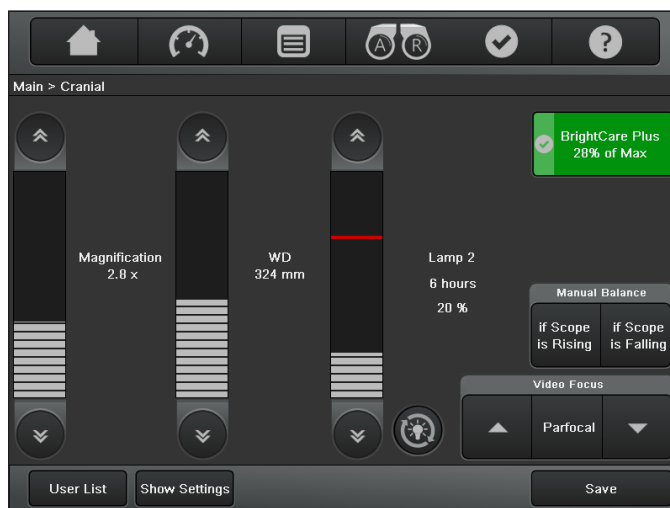 A R ?
Main > Cranial
BrightCare Plus
28% of Max
Magnification
2.8 x
WD
324 mm
Lamp 2
6 hours
20 %
Manual Balance
if Scope
is Rising
if Scope
is Falling
Video Focus
Parfocal
User List
Show Settings
Save